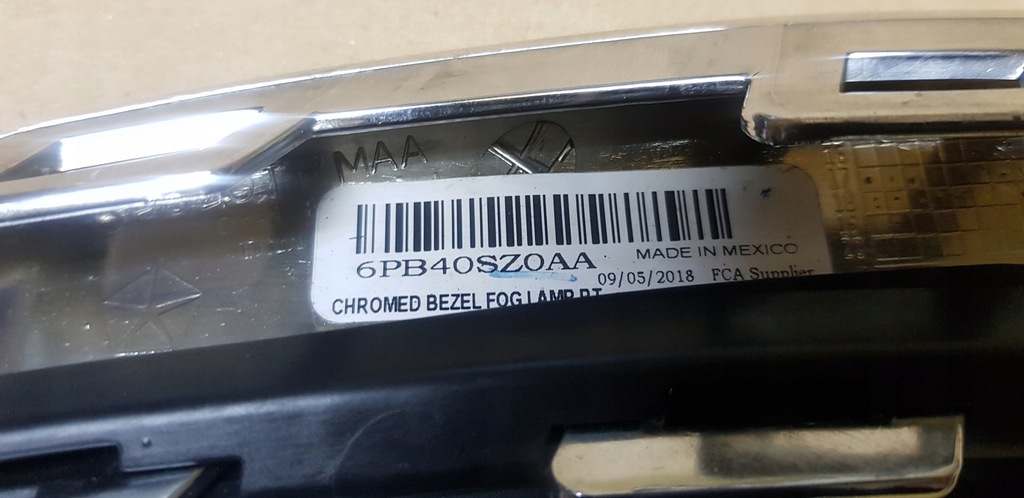 MAA
6PB40SZ0AA
MADE IN MEXICO
09/05/2018 FCA Supplier
CHROMED BEZEL FOG LAMP RT